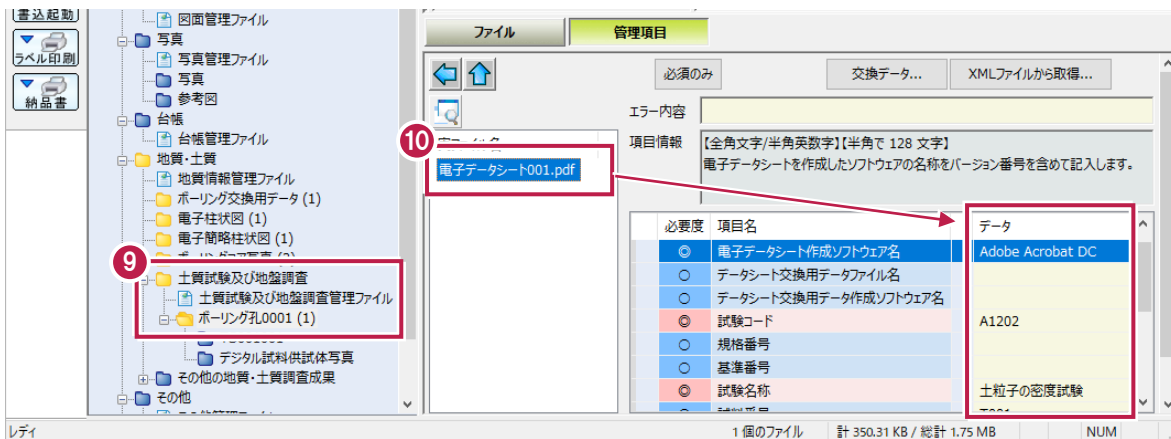 書込起動
ラベル印刷
納品書
図面管理ファイル
写真
写真管理ファイル
写真
参考図
台帳
台帳管理ファイル
地質・土質
地質情報管理ファイル
ボーリング交換用データ (1)
電子柱状図 (1)
電子簡略柱状図 (1)
9
土質試験及び地盤調査
土質試験及び地盤調査管理ファイル
ボーリング孔0001 (1)
デジタル試料供試体写真
その他の地質・土質調査成果
その他
ファイル
管理項目
必須のみ
交換データ...
XMLファイルから取得...
エラー内容
10
電子データシート001.pdf
項目情報
【全角文字/半角英数字】【半角で 128 文字】
電子データシートを作成したソフトウェアの名称をバージョン番号を含めて記入します。
必要度 項目名 データ
◎ 電子データシート作成ソフトウェア名 Adobe Acrobat DC
○ データシート交換用データファイル名
○ データシート交換用データ作成ソフトウェア名
◎ 試験コード A1202
○ 規格番号
○ 基準番号
◎ 試験名称 土粒子の密度試験
レディ
1 個のファイル
計 350.31 KB / 総計 1.75 MB
NUM